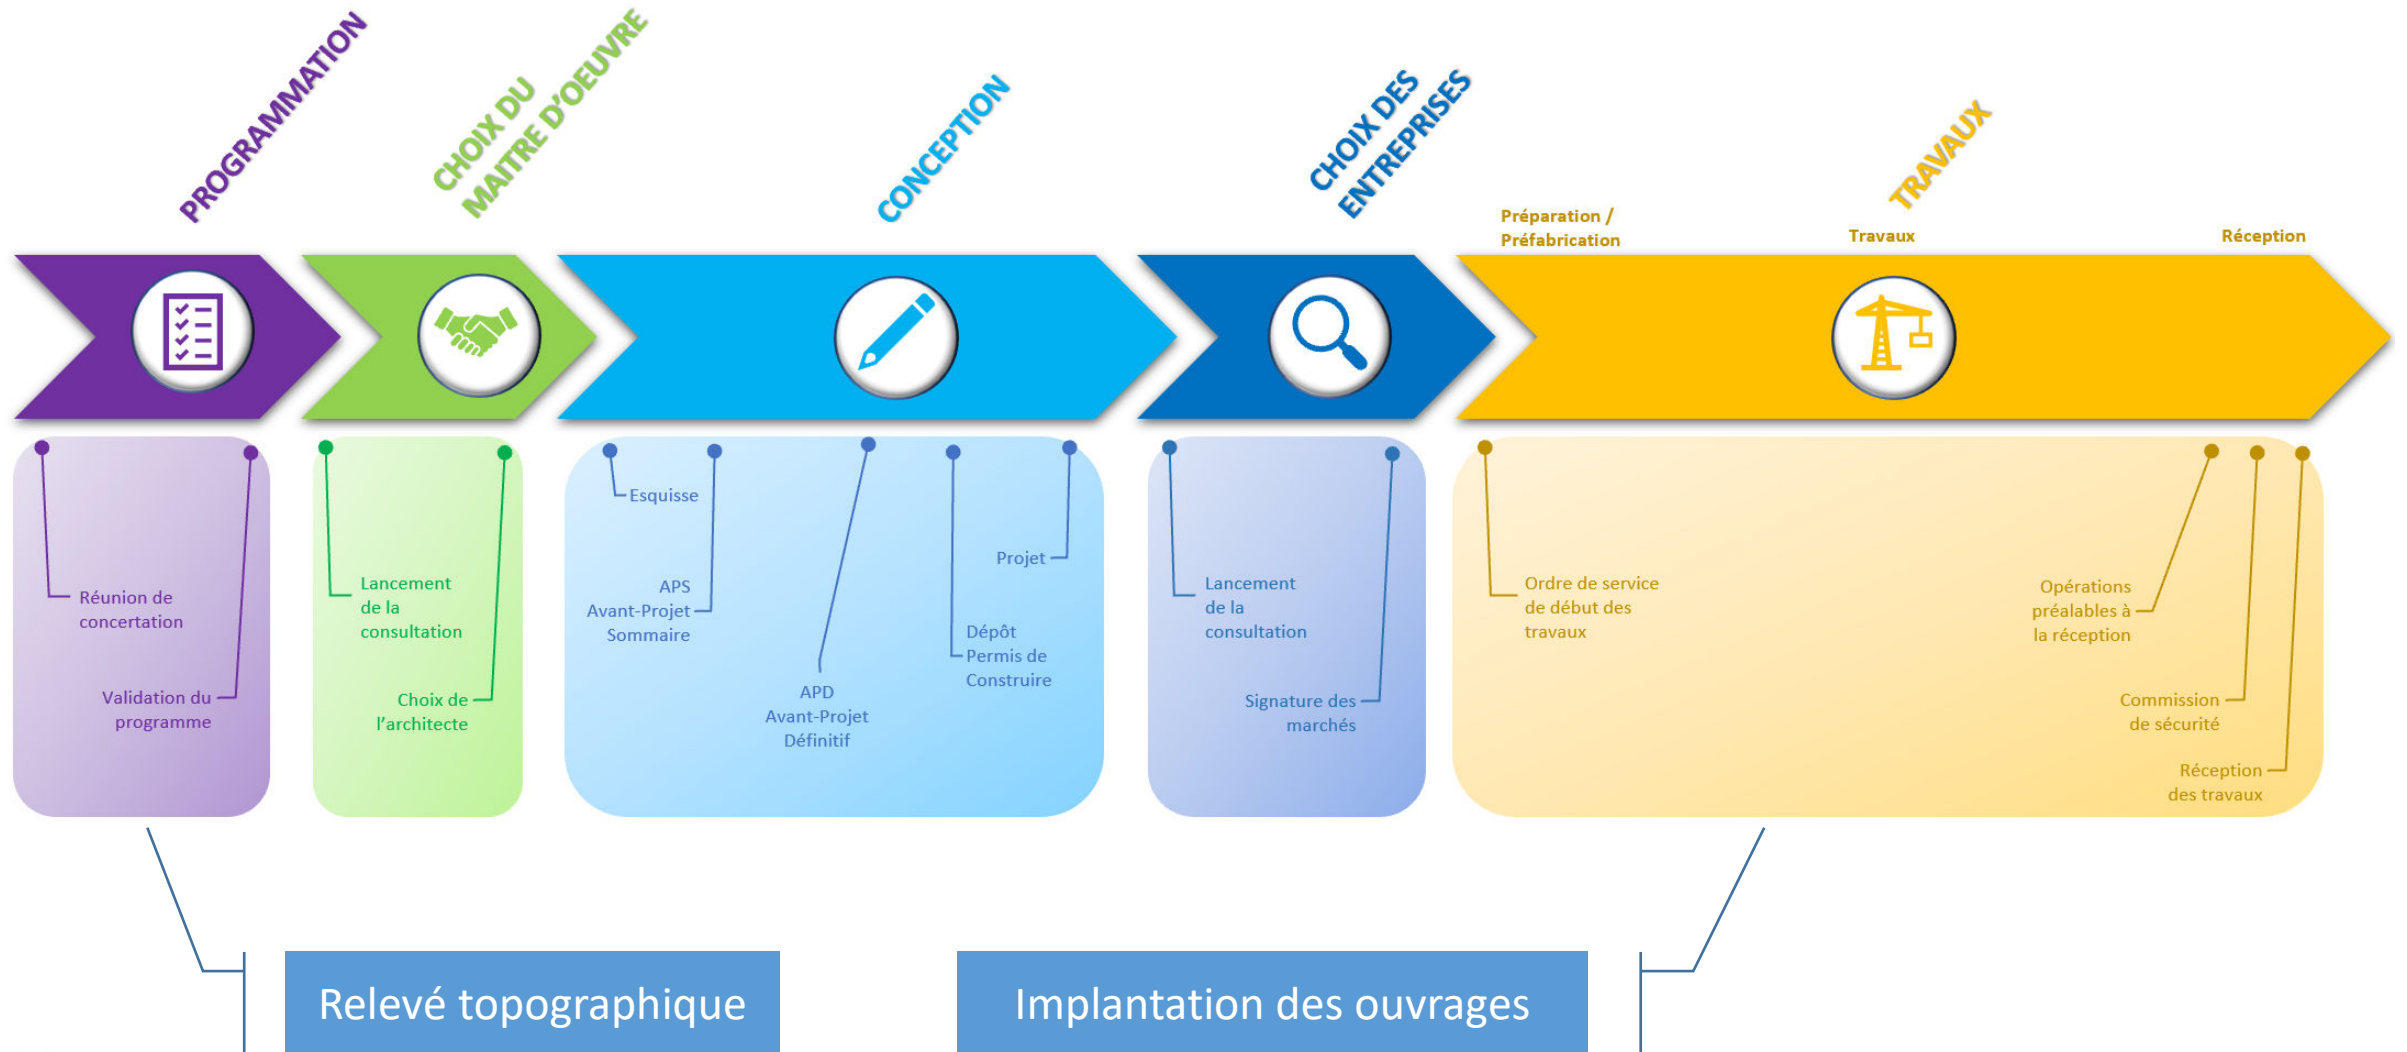 PROGRAMMATION
CHOIX DU
MAITRE D'OEUVRE
CONCEPTION
CHOIX DES
ENTREPRISES
TRAVAUX
Préparation /
Préfabrication
Travaux
Réception
Réunion de
concertation
Validation du
programme
Lancement
de la
consultation
Choix de
l'architecte
Esquisse
APS
Avant-Projet
Sommaire
APD
Avant-Projet
Définitif
Dépôt
Permis de
Construire
Projet
Lancement
de la
consultation
Signature des
marchés
Ordre de service
de début des
travaux
Opérations
préalables à
la réception
Commission
de sécurité
Réception
des travaux
Relevé topographique
Implantation des ouvrages